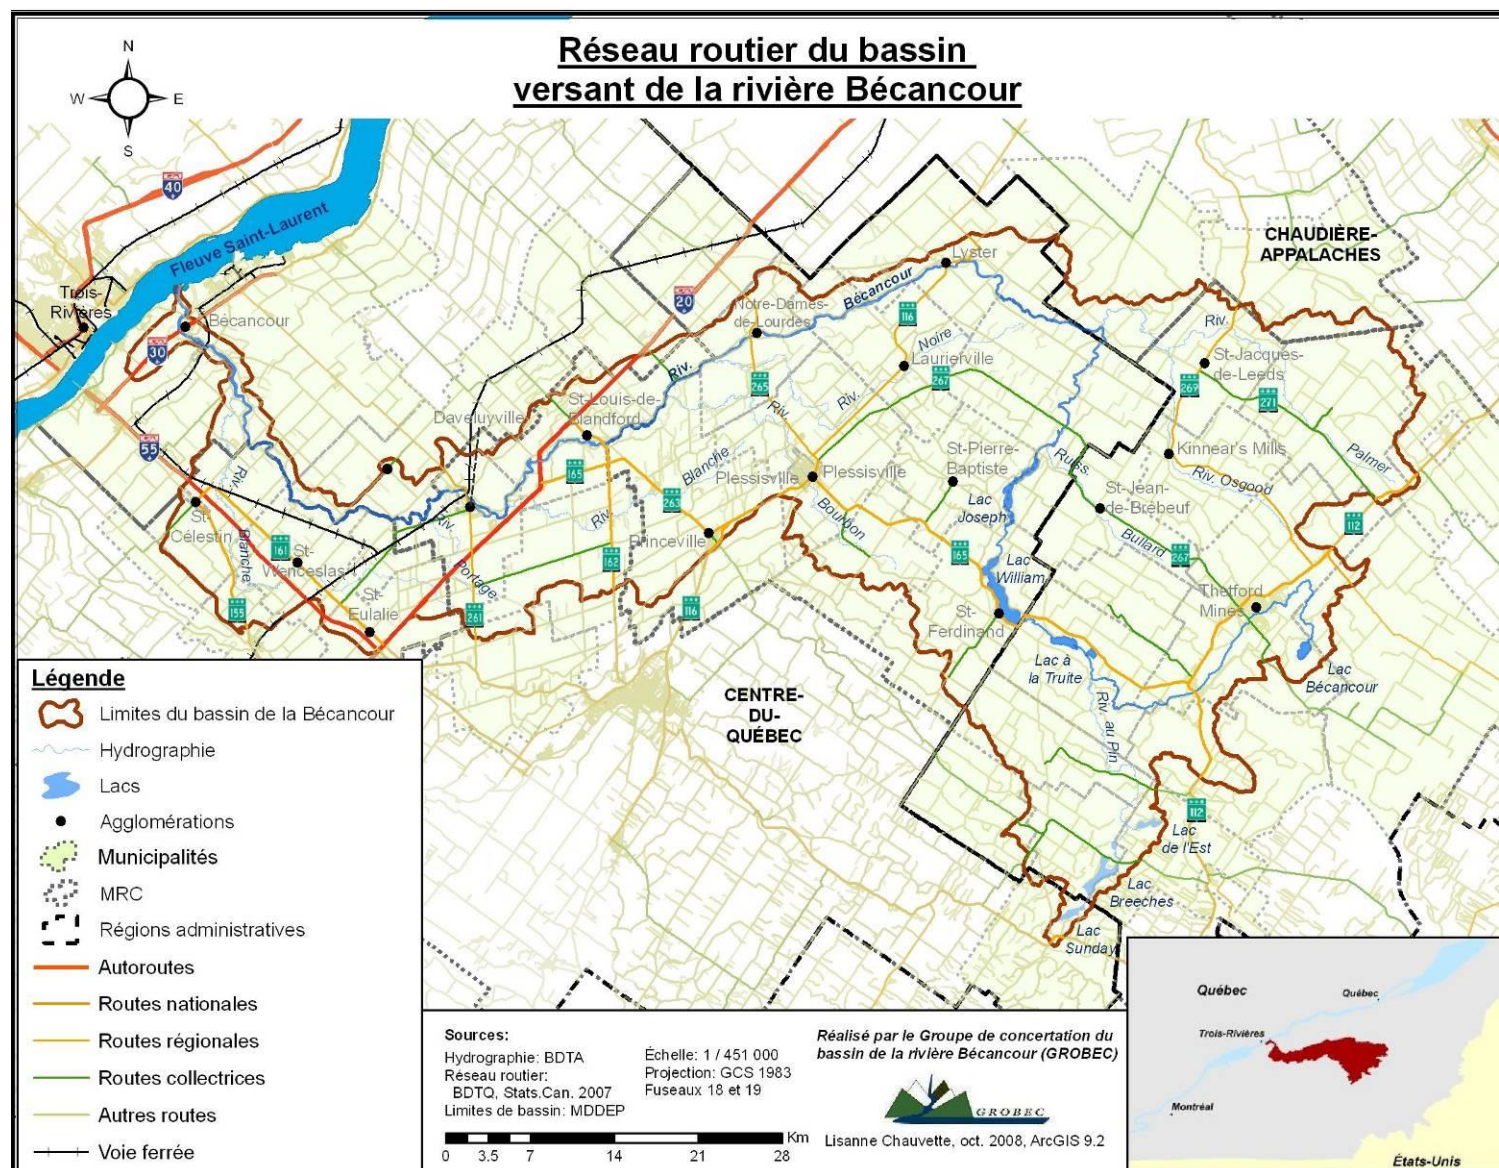 Réseau routier du bassin
versant de la rivière Bécancour
N
W
E
S
40
Fleuve Saint-Laurent
Trois-
Rivières
Bécancour
30
55
20
CHAUDIÈRE-
APPALACHES
Lyster
Bécancour
Riv.
Notre-Dames-
de-Lourdes
116
Noire
Riv.
Laurierville
267
265
Riv.
Riv.
St-Jacques-
de-Leeds
269
271
Daveluyville
St-Louis-de-
Blandford
Kinnear's Mills
Palmer
Riv. Osgood
Plessisville
Plessisville
St-Pierre-
Baptiste
Ruiss.
Bullard
St-Jean-
de-Brébeuf
Lac
Joseph
165
Blanche
Riv.
263
Bourbon
112
Riv.
Blanche
St-
Célestin
161
St-
Wenceslas
Riv.
Portage
Princeville
162
165
Lac
William
267
Thetford
Mines
155
St-
Eulalie
261
116
St-
Ferdinand
Lac à
la Truite
Lac
Bécancour
Riv. au Pin
CENTRE-
DU-
QUÉBEC
112
Lac
de l'Est
Lac
Breeches
Lac
Sunday
Légende
Limites du bassin de la Bécancour
Hydrographie
Lacs
Agglomérations
Municipalités
MRC
Régions administratives
Autoroutes
Routes nationales
Routes régionales
Routes collectrices
Autres routes
Voie ferrée
Sources:
Hydrographie: BDTA
Réseau routier:
BDTQ, Stats.Can. 2007
Limites de bassin: MDDEP
Échelle: 1 / 451 000
Projection: GCS 1983
Fuseaux 18 et 19
0 3.5 7 14 21 28 Km
Réalisé par le Groupe de concertation du
bassin de la rivière Bécancour (GROBEC)
GROBEC
Lisanne Chauvette, oct. 2008, ArcGIS 9.2
Québec
Québec
Trois-Rivières
Montréal
États-Unis